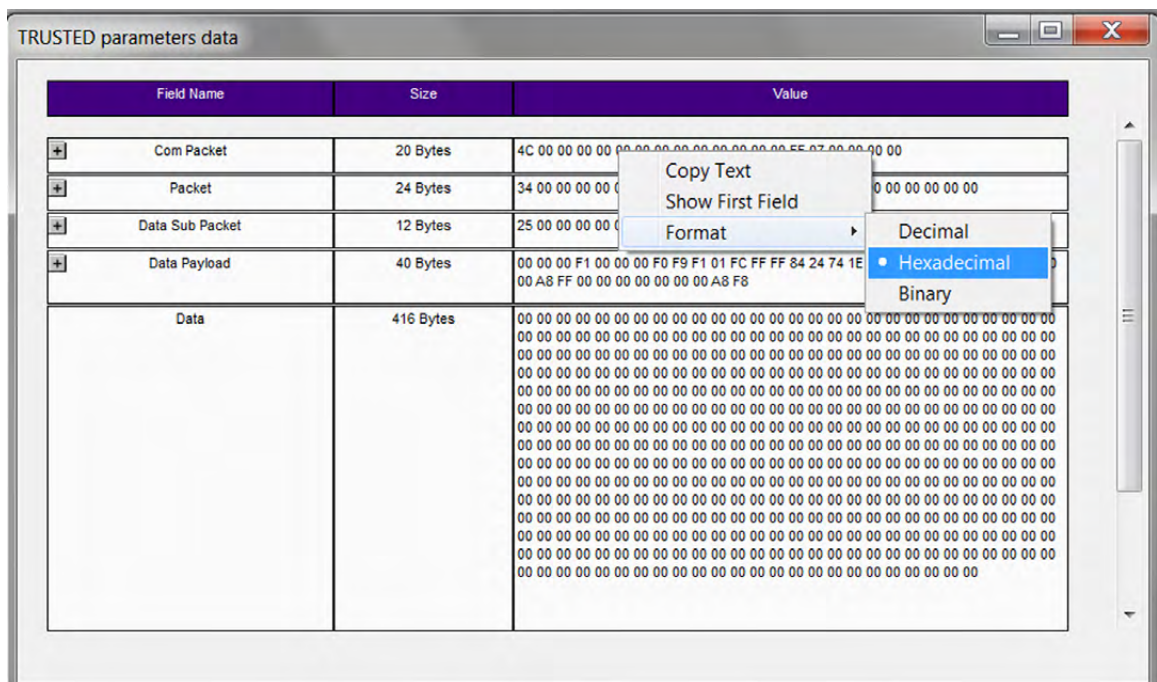 TRUSTED parameters data
Field Name Size Value
Com Packet 20 Bytes 4C 00 00 00 00 00 00 00 00 00 00 00 00 00 FF 07 00 00 00 00
Copy Text
Packet 24 Bytes 34 00 00 00 00 00 00 00 00
Show First Field
Data Sub Packet 12 Bytes 25 00 00 00
Format Decimal
Data Payload 40 Bytes 00 00 00 F1 00 00 00 F0 F9 F1 01 FC FF FF 84 24 74 1E Hexadecimal
00 A8 FF 00 00 00 00 00 00 00 A8 F8
Binary
Data 416 Bytes 00 00 00 00 00 00 00 00 00 00 00 00 00 00 00 00 00 00 00 00 00 00 00 00 00 00 00 00
00 00 00 00 00 00 00 00 00 00 00 00 00 00 00 00 00 00 00 00 00 00 00 00 00 00 00 00
00 00 00 00 00 00 00 00 00 00 00 00 00 00 00 00 00 00 00 00 00 00 00 00 00 00 00 00
00 00 00 00 00 00 00 00 00 00 00 00 00 00 00 00 00 00 00 00 00 00 00 00 00 00 00 00
00 00 00 00 00 00 00 00 00 00 00 00 00 00 00 00 00 00 00 00 00 00 00 00 00 00 00 00
00 00 00 00 00 00 00 00 00 00 00 00 00 00 00 00 00 00 00 00 00 00 00 00 00 00 00 00
00 00 00 00 00 00 00 00 00 00 00 00 00 00 00 00 00 00 00 00 00 00 00 00 00 00 00 00
00 00 00 00 00 00 00 00 00 00 00 00 00 00 00 00 00 00 00 00 00 00 00 00 00 00 00 00
00 00 00 00 00 00 00 00 00 00 00 00 00 00 00 00 00 00 00 00 00 00 00 00 00 00 00 00
00 00 00 00 00 00 00 00 00 00 00 00 00 00 00 00 00 00 00 00 00 00 00 00 00 00 00 00
00 00 00 00 00 00 00 00 00 00 00 00 00 00 00 00 00 00 00 00 00 00 00 00 00 00 00 00
00 00 00 00 00 00 00 00 00 00 00 00 00 00 00 00 00 00 00 00 00 00 00 00 00 00 00 00
00 00 00 00 00 00 00 00 00 00 00 00 00 00 00 00 00 00 00 00 00 00 00 00 00 00 00 00
00 00 00 00 00 00 00 00 00 00 00 00 00 00 00 00 00 00 00 00 00 00 00 00 00 00 00 00
00 00 00 00 00 00 00 00 00 00 00 00 00 00 00 00 00 00 00 00 00 00 00 00